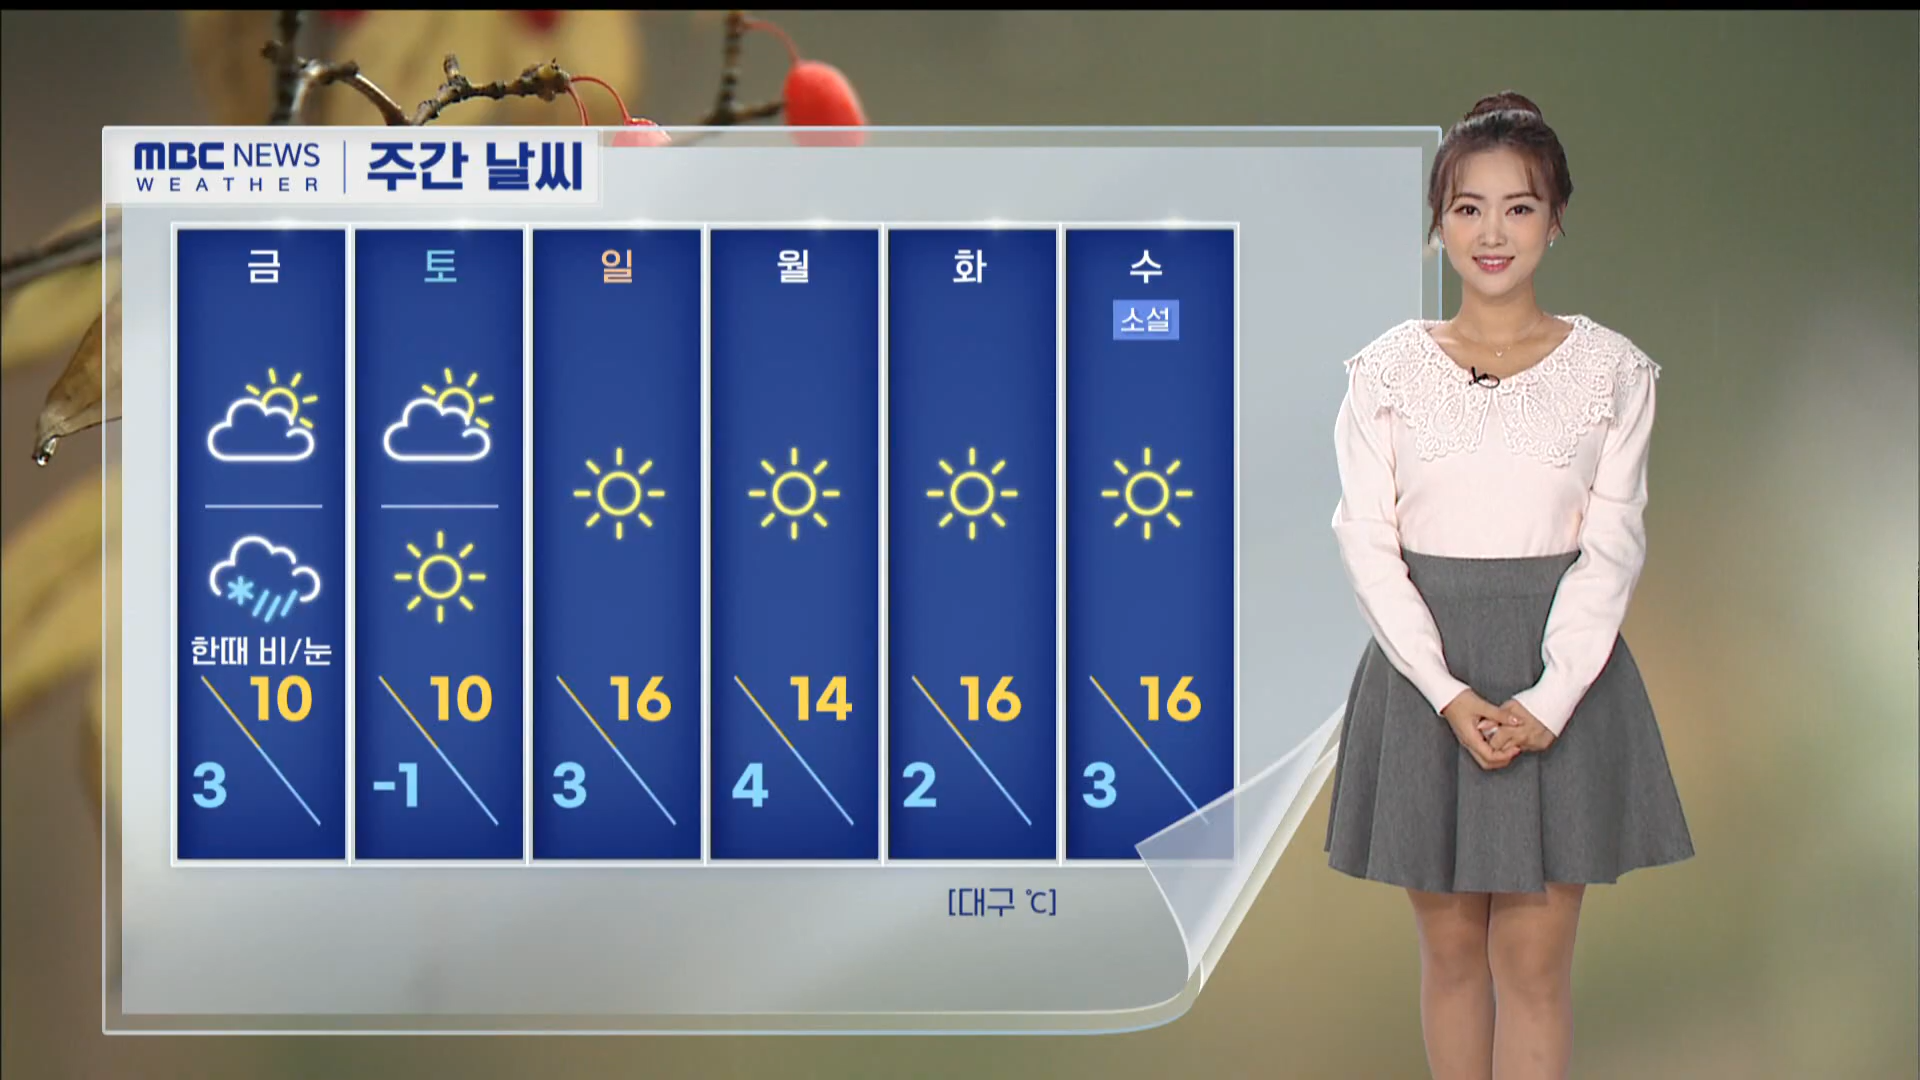 MBC NEWS
WEATHER
주간 날씨
금 토 일 월 화 수
소설
한때 비/눈
10 10 16 14 16 16
3 -1 3 4 2 3
[대구 ℃]